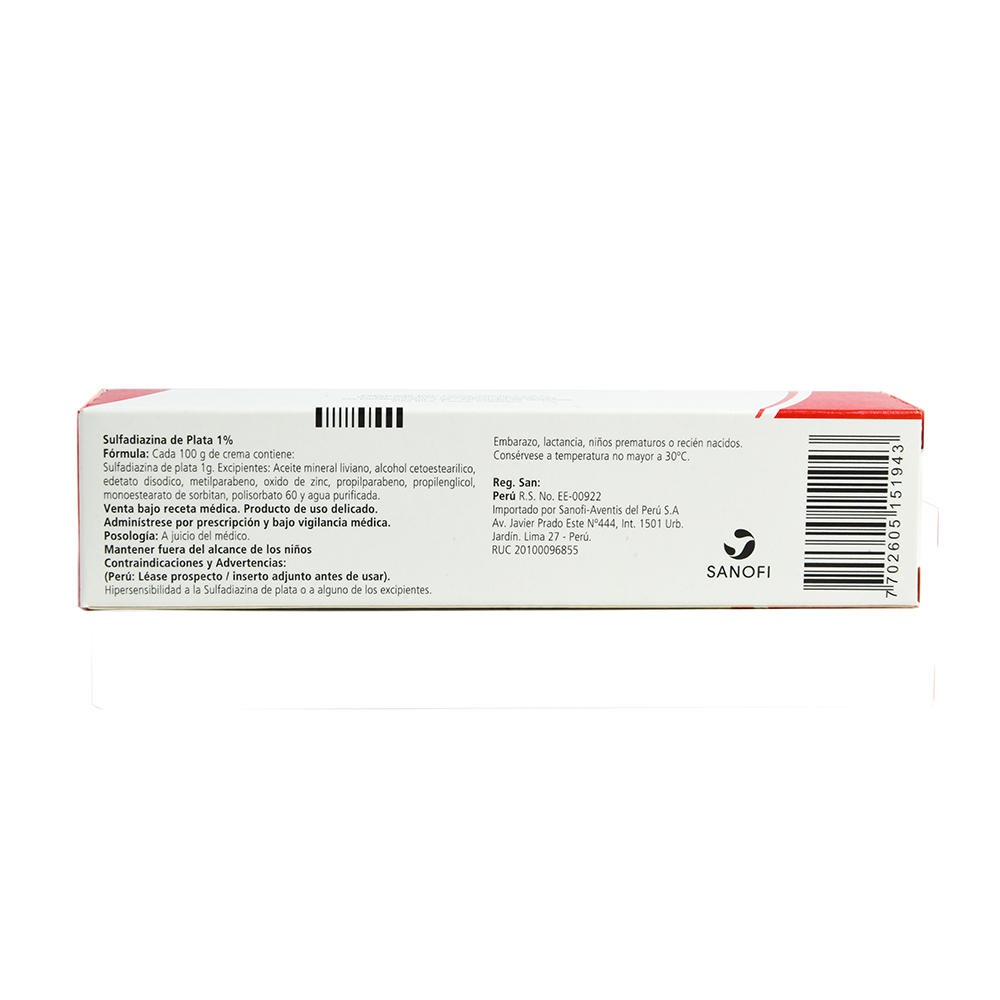 Sulfadiazina de Plata 1%
Fórmula: Cada 100 g de crema contiene:
Sulfadiazina de plata 1g. Excipientes: Aceite mineral liviano, alcohol cetoestearilico,
edetato disodico, metilparabeno, oxido de zinc, propilparabeno, propilenglicol,
monoestearato de sorbitan, polisorbato 60 y agua purificada.
Venta bajo receta médica. Producto de uso delicado.
Adminístrese por prescripción y bajo vigilancia médica.
Posología: A juicio del médico.
Mantener fuera del alcance de los niños
Contraindicaciones y Advertencias:
(Perú: Léase prospecto / inserto adjunto antes de usar).
Hipersensibilidad a la Sulfadiazina de plata o a alguno de los excipientes.
Embarazo, lactancia, niños prematuros o recién nacidos.
Consérvese a temperatura no mayor a 30ºC.
Reg. San:
Perú R.S. No. EE-00922
Importado por Sanofi-Aventis del Perú S.A
Av. Javier Prado Este Nº444, Int. 1501 Urb.
Jardín. Lima 27 - Perú.
RUC 20100096855
SANOFI
7702605151943